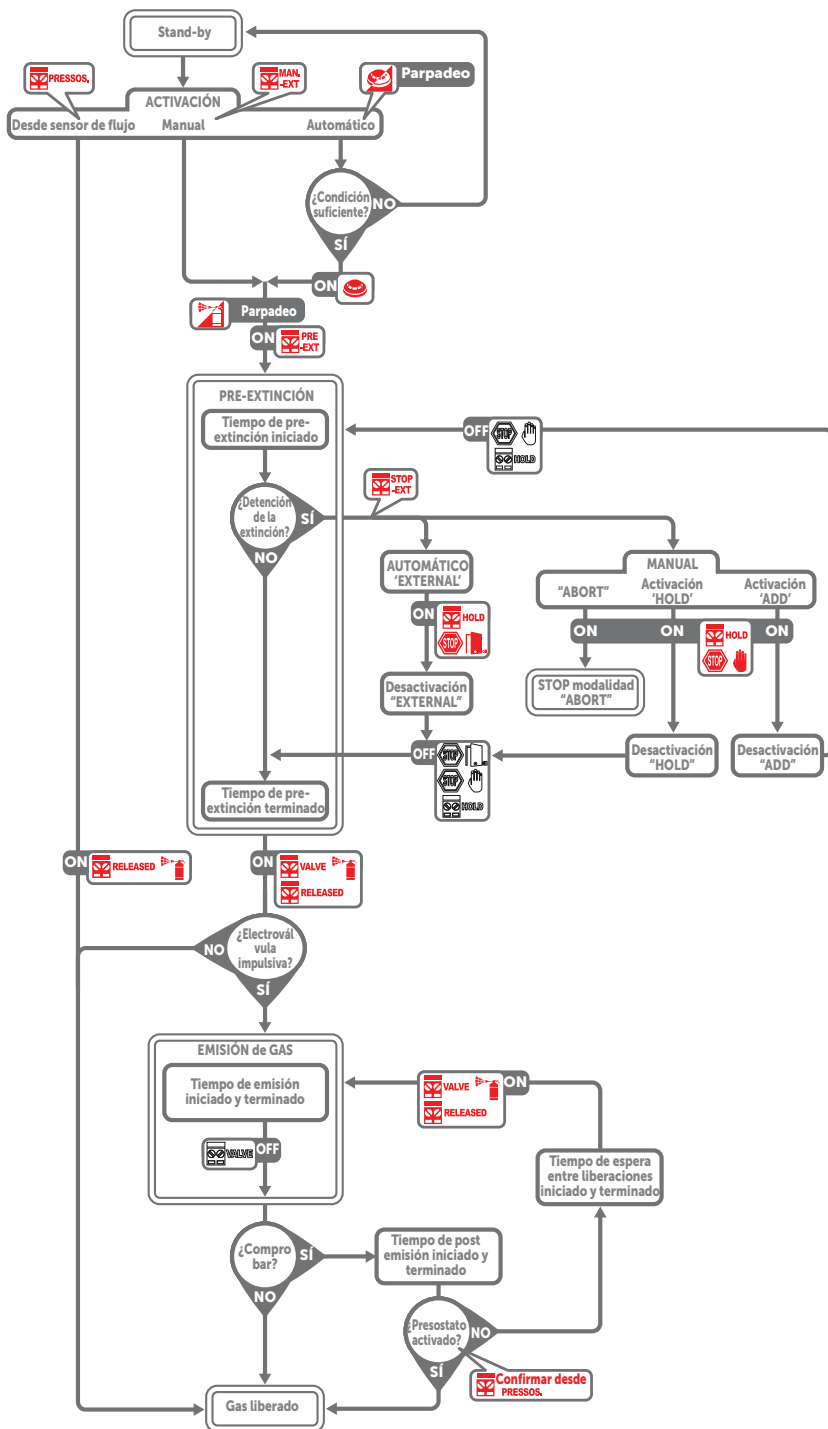 Stand-by
PRESSOS.
MAN.
-EXT
Parpadeo
ACTIVACIÓN
Desde sensor de flujo
Manual
Automático
¿Condición
suficiente?
NO
SÍ
ON
Parpadeo
ON
PRE
-EXT
PRE-EXTINCIÓN
Tiempo de pre-
extinción iniciado
OFF
STOP
HOLD
STOP
-EXT
¿Detención
de la
extinción?
SÍ
NO
AUTOMÁTICO
'EXTERNAL'
MANUAL
"ABORT"
Activación
'HOLD'
Activación
'ADD'
ON
HOLD
STOP
ON
ON
ON
HOLD
STOP
Desactivación
"EXTERNAL"
STOP modalidad
"ABORT"
OFF
STOP
STOP
HOLD
Desactivación
"HOLD"
Desactivación
"ADD"
Tiempo de pre-
extinción terminado
ON
RELEASED
ON
VALVE
RELEASED
¿Electrovál
vula
impulsiva?
NO
SÍ
EMISIÓN de GAS
Tiempo de emisión
iniciado y terminado
VALVE
OFF
VALVE
ON
RELEASED
Tiempo de espera
entre liberaciones
iniciado y terminado
¿Compro
bar?
SÍ
NO
Tiempo de post
emisión iniciado y
terminado
¿Presostato
activado?
NO
SÍ
Confirmar desde
PRESSOS.
Gas liberado